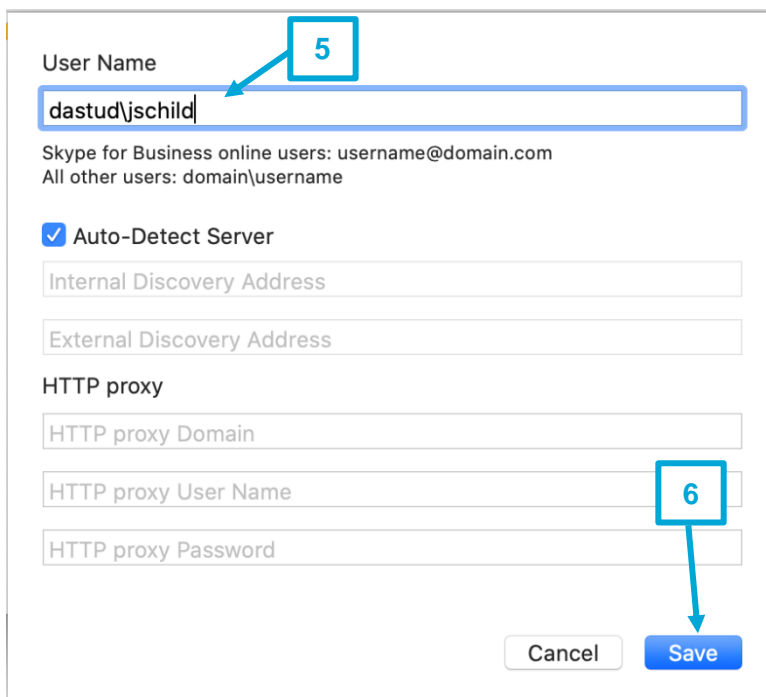 5
User Name
dastud\jschild
Skype for Business online users: username@domain.com
All other users: domain\username
Auto-Detect Server
Internal Discovery Address
External Discovery Address
HTTP proxy
HTTP proxy Domain
HTTP proxy User Name
6
HTTP proxy Password
Cancel
Save